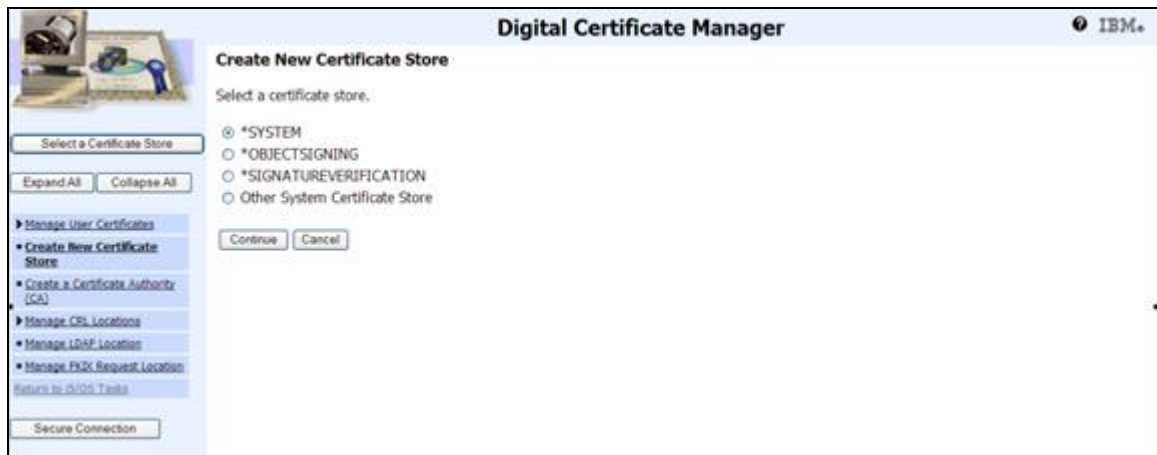 Digital Certificate Manager
IBM
Select a Certificate Store
Expand All
Collapse All
Manage User Certificates
Create New Certificate
Store
Create a Certificate Authority
(CA)
Manage CRL Locations
Manage LDAP Location
Manage PKIX Request Location
Return to i5/OS Tasks
Secure Connection
Create New Certificate Store
Select a certificate store.
*SYSTEM
*OBJECTSIGNING
*SIGNATUREVERIFICATION
Other System Certificate Store
Continue
Cancel